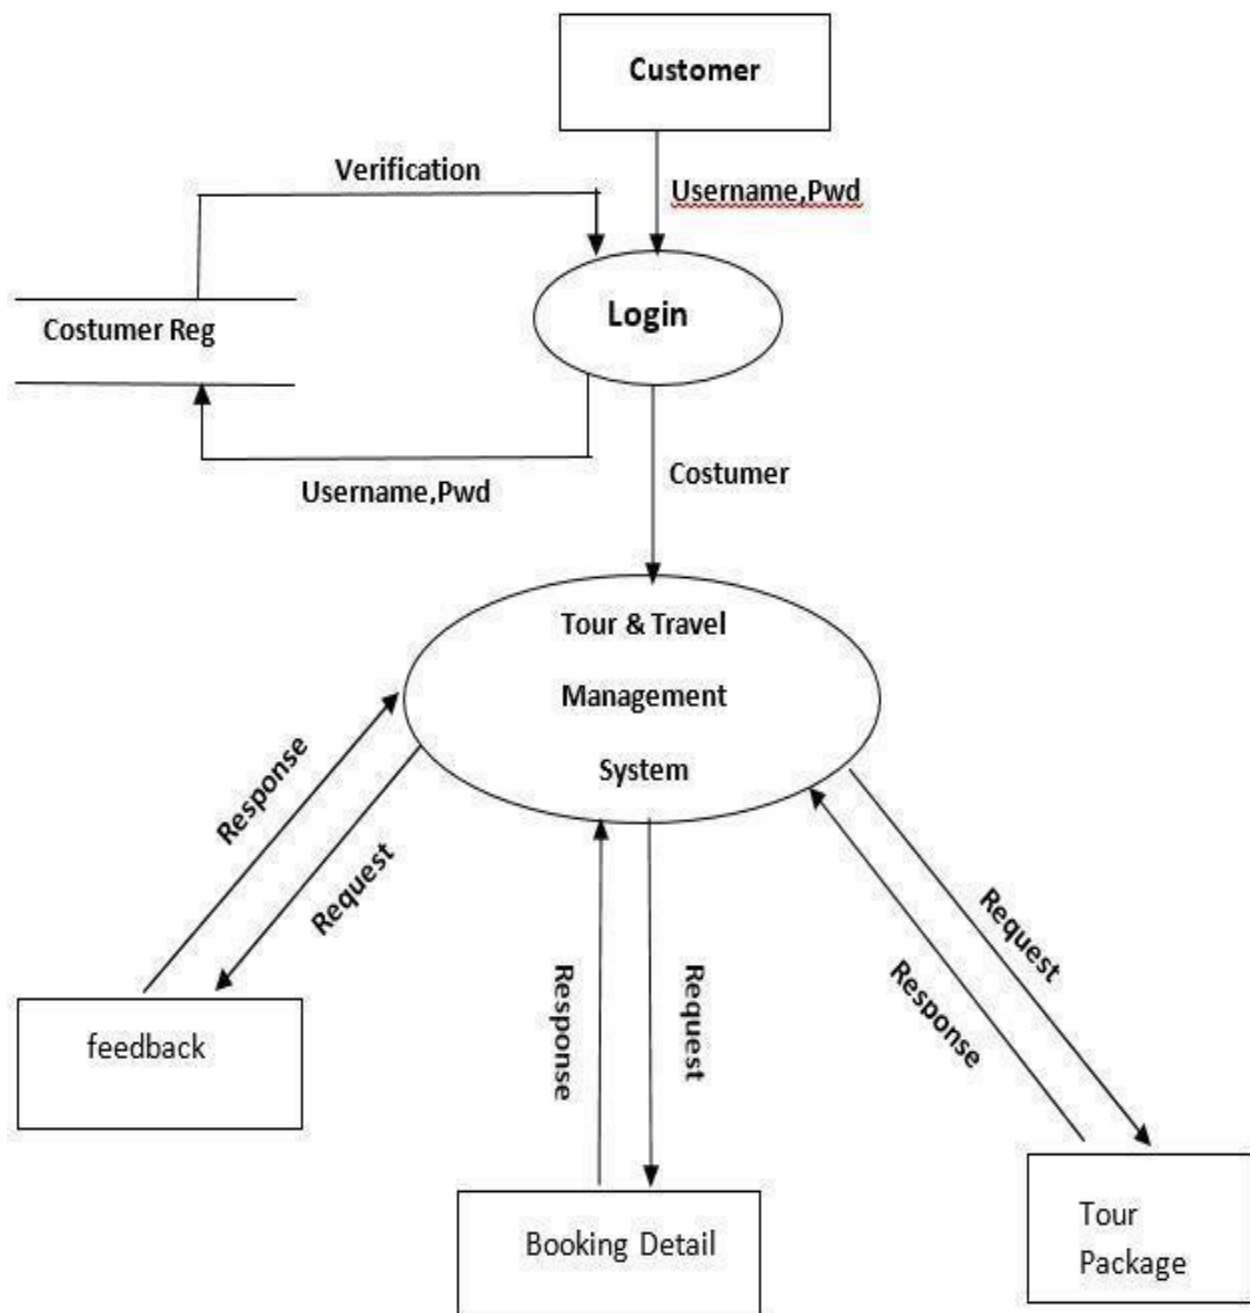 Customer
Verification
Username,Pwd
Login
Costumer Reg
Costumer
Username,Pwd
Tour & Travel
Management
System
Response
Request
Response
Request
Request
Response
feedback
Booking Detail
Tour
Package